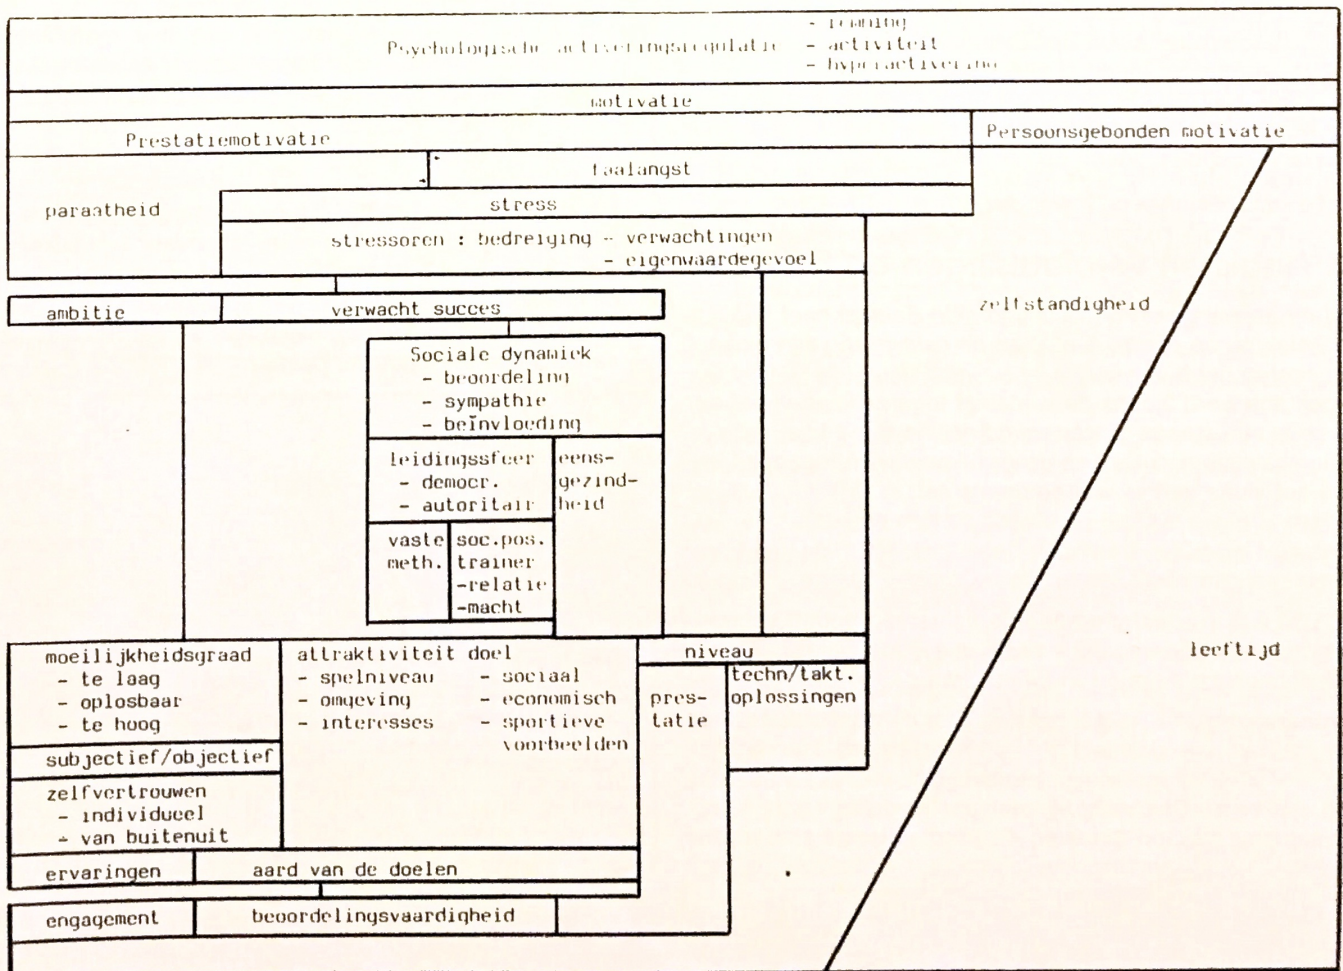 - remming
Psychologische activeringsregulatie - activiteit
- hyperactivering
motivatie
Prestatiemotivatie
Persoonsgebonden motivatie
faalangst
paraatheid
stress
stressoren : bedreiging - verwachtingen
- eigenwaardegevoel
ambitie
verwacht succes
zelfstandigheid
Sociale dynamiek
- beoordeling
- sympathie
- beïnvloeding
leidingssfeer
- democr.
- autoritair
eens-
gezind-
heid
vaste
meth.
soc.pos.
trainer
-relatie
-macht
moeilijkheidsgraad
- te laag
- oplosbaar
- te hoog
attraktiviteit doel
- spelniveau
- omgeving
- interesses
- sociaal
- economisch
- sportieve
voorbeelden
niveau
pres-
tatie
techn/takt.
oplossingen
leeftijd
subjectief/objectief
zelfvertrouwen
- individueel
- van buitenuit
ervaringen
aard van de doelen
engagement
beoordelingsvaardigheid